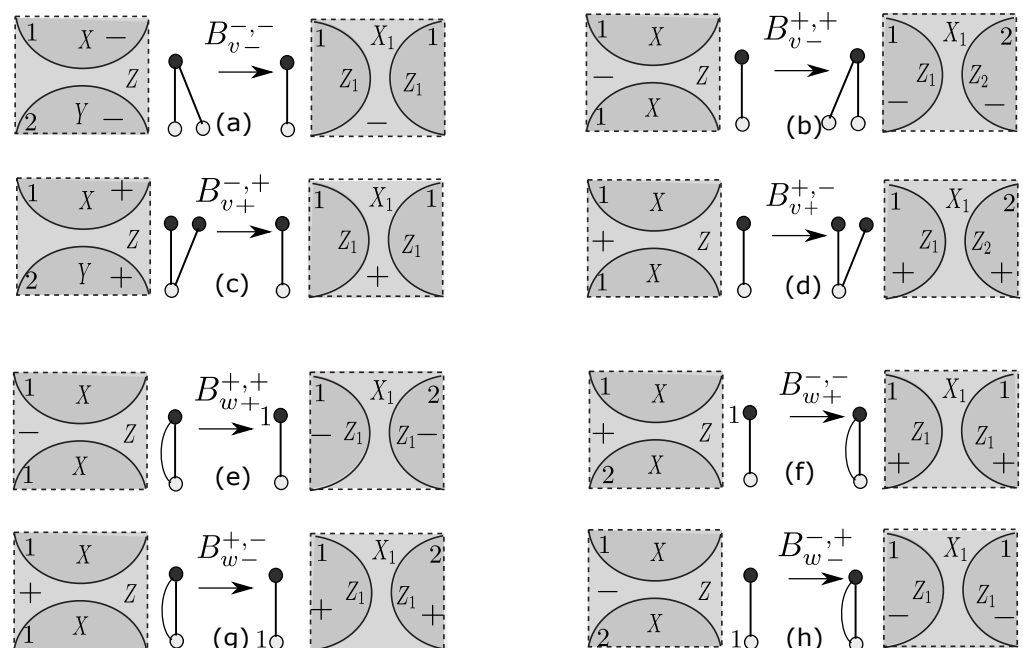 1 X − B_{v−}^{−,−} 1 X_1 1
Z Z_1 Z_1
2 Y − (a) −
1 X B_{v−}^{+,+} 1 X_1 2
− Z Z_1 Z_2
1 X (b) − −
1 X + B_{v+}^{−,+} 1 X_1 1
Z Z_1 Z_1
2 Y + (c) +
1 X B_{v+}^{+,−} 1 X_1 2
+ Z Z_1 Z_2
1 X (d) + +
1 X B_{w+}^{+,+} 1 1 X_1 2
− Z − Z_1 Z_1 −
1 X (e)
1 X 1 B_{w+}^{−,−} 1 X_1 1
+ Z Z_1 Z_1
2 X (f) + +
1 X B_{w−}^{+,−} 1 X_1 2
+ Z Z_1 Z_1
1 X (g) 1 + +
1 X B_{w−}^{−,+} 1 X_1 1
− Z Z_1 Z_1
2 X 1 (h) − −